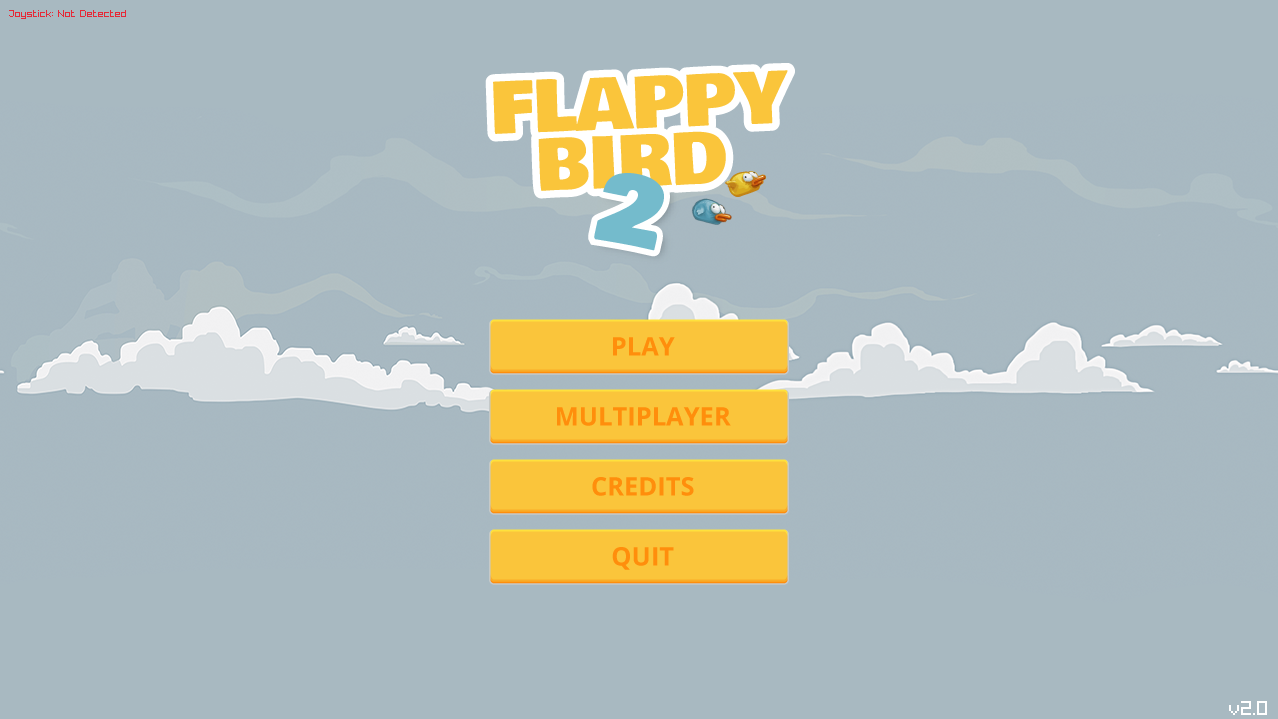 Joystick: Not Detected
FLAPPY
BIRD
2
PLAY
MULTIPLAYER
CREDITS
QUIT
v2.0